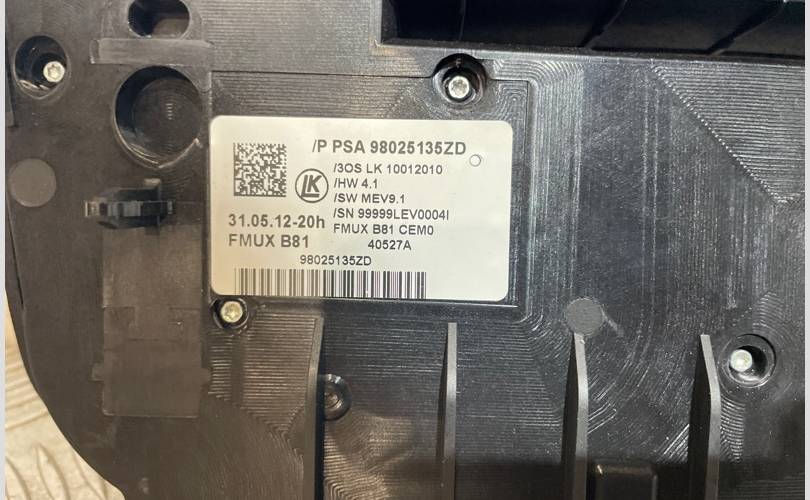 /P PSA 98025135ZD
/3OS LK 10012010
LK
/HW 4.1
/SW MEV9.1
/SN 99999LEV0004I
31.05.12-20h
FMUX B81 CEM0
FMUX B81
40527A
98025135ZD